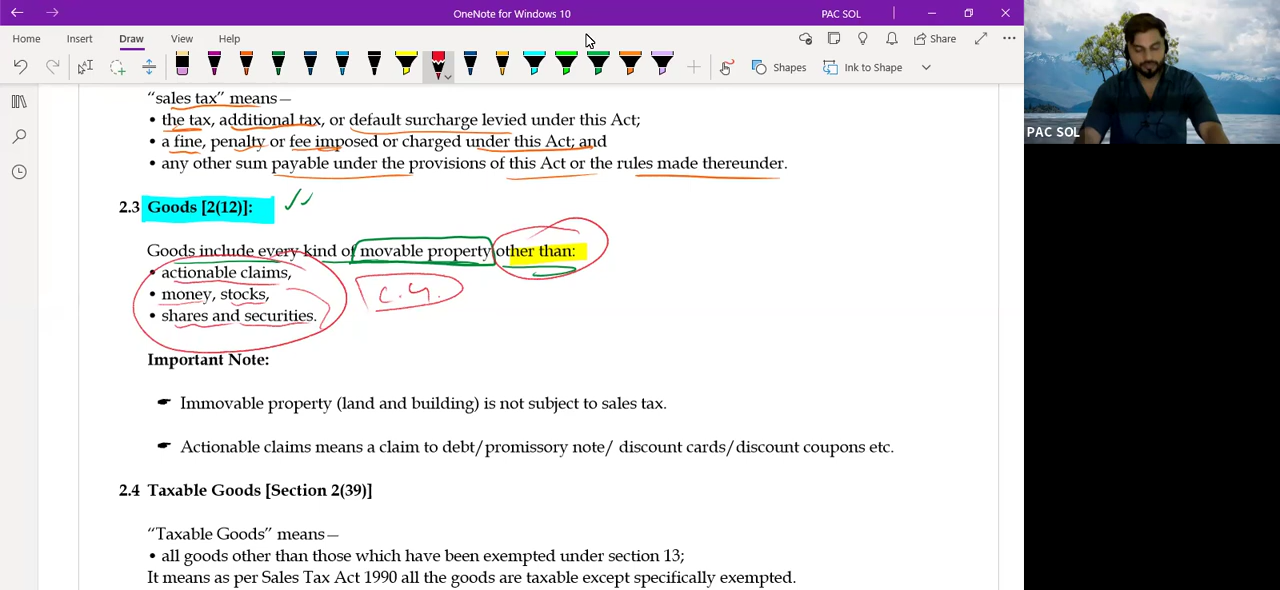 OneNote for Windows 10
PAC SOL
Home Insert Draw View Help
Share
Shapes
Ink to Shape
“sales tax” means—
• the tax, additional tax, or default surcharge levied under this Act;
• a fine, penalty or fee imposed or charged under this Act; and
• any other sum payable under the provisions of this Act or the rules made thereunder.
2.3 Goods [2(12)]:
Goods include every kind of movable property other than:
• actionable claims,
• money, stocks,
• shares and securities.
Important Note:
Immovable property (land and building) is not subject to sales tax.
Actionable claims means a claim to debt/promissory note/ discount cards/discount coupons etc.
2.4 Taxable Goods [Section 2(39)]
“Taxable Goods” means—
• all goods other than those which have been exempted under section 13;
It means as per Sales Tax Act 1990 all the goods are taxable except specifically exempted.
PAC SOL